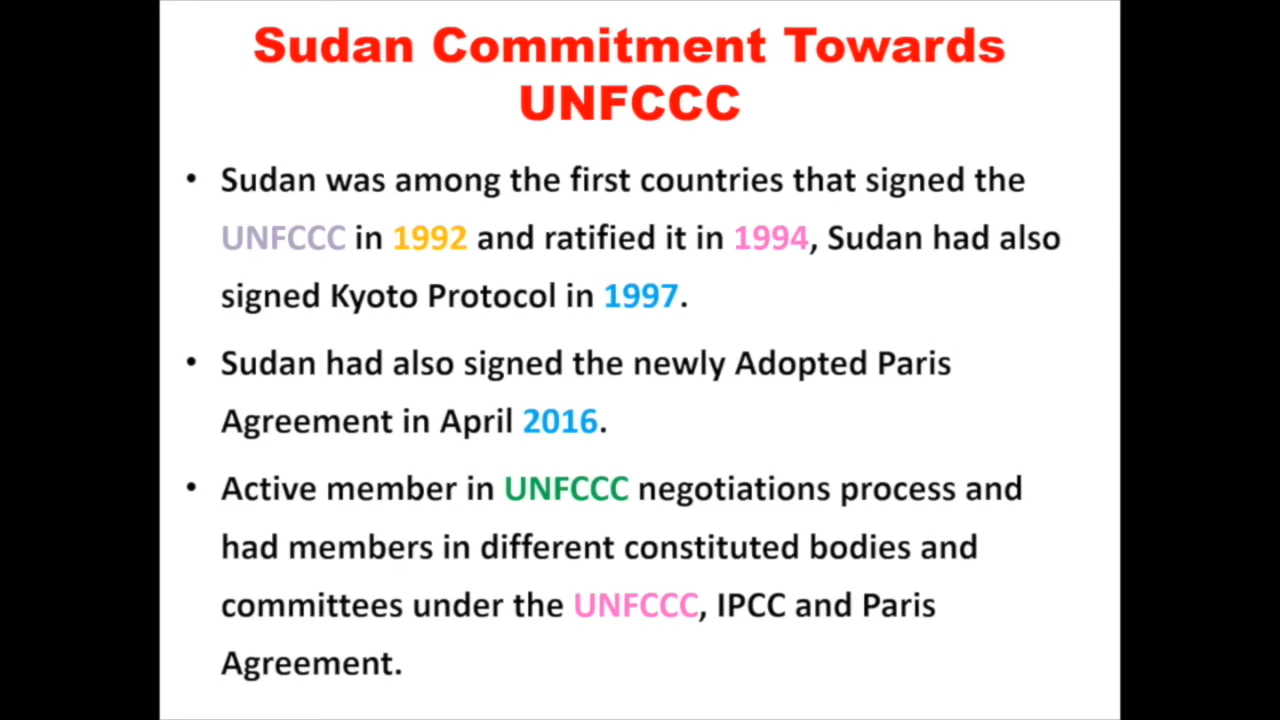 Sudan Commitment Towards
UNFCCC
• Sudan was among the first countries that signed the
UNFCCC in 1992 and ratified it in 1994, Sudan had also
signed Kyoto Protocol in 1997.
• Sudan had also signed the newly Adopted Paris
Agreement in April 2016.
• Active member in UNFCCC negotiations process and
had members in different constituted bodies and
committees under the UNFCCC, IPCC and Paris
Agreement.